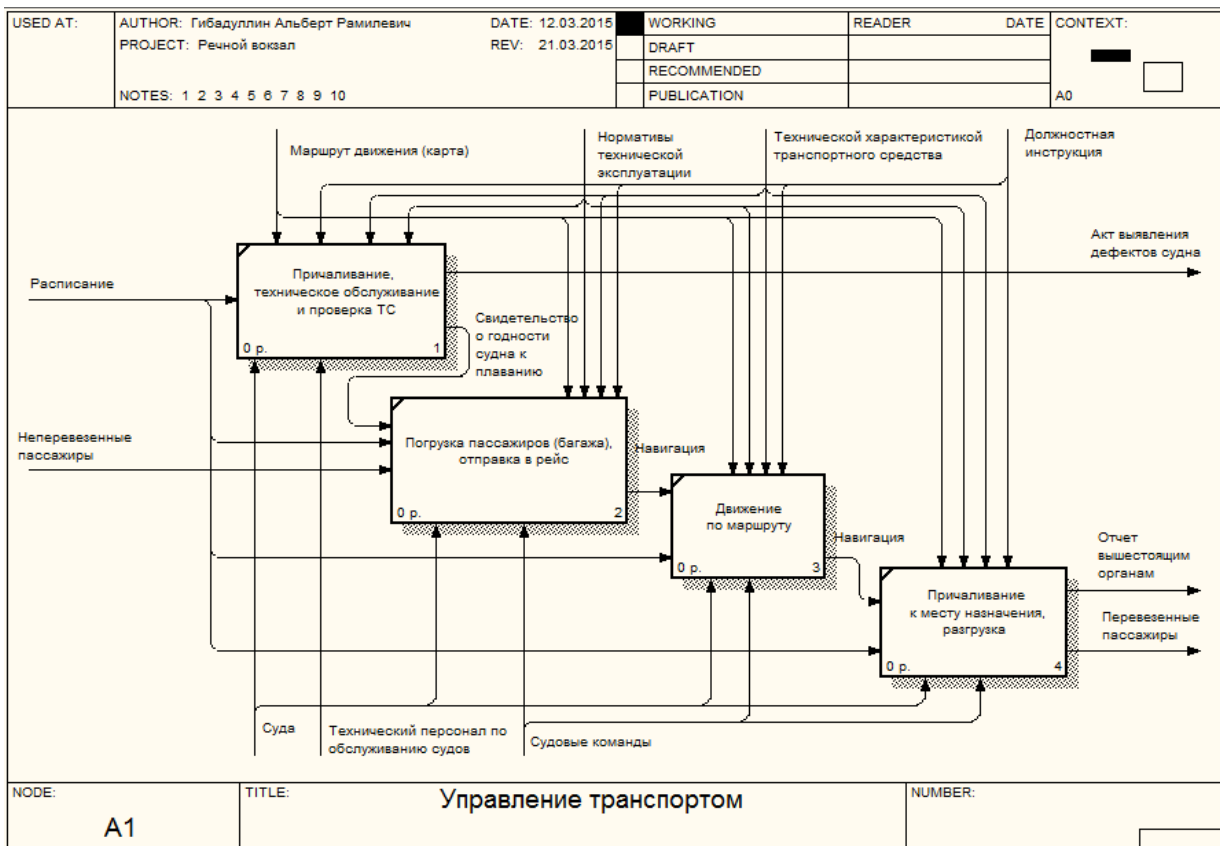 USED AT:
AUTHOR: Гибадуллин Альберт Рамилевич
DATE: 12.03.2015
PROJECT: Речной вокзал
REV: 21.03.2015
NOTES: 1 2 3 4 5 6 7 8 9 10
WORKING
DRAFT
RECOMMENDED
PUBLICATION
READER
DATE
CONTEXT:
A0
Маршрут движения (карта)
Нормативы
технической
эксплуатации
Технической характеристикой
транспортного средства
Должностная
инструкция
Акт выявления
дефектов судна
Расписание
Причаливание,
техническое обслуживание
и проверка ТС
0 р.
1
Свидетельство
о годности
судна к
плаванию
Неперевезенные
пассажиры
Погрузка пассажиров (багажа),
отправка в рейс
0 р.
2
Навигация
Движение
по маршруту
0 р.
3
Навигация
Причаливание
к месту назначения,
разгрузка
0 р.
4
Отчет
вышестоящим
органам
Перевезенные
пассажиры
Суда
Технический персонал по
обслуживанию судов
Судовые команды
NODE:
A1
TITLE:
Управление транспортом
NUMBER: